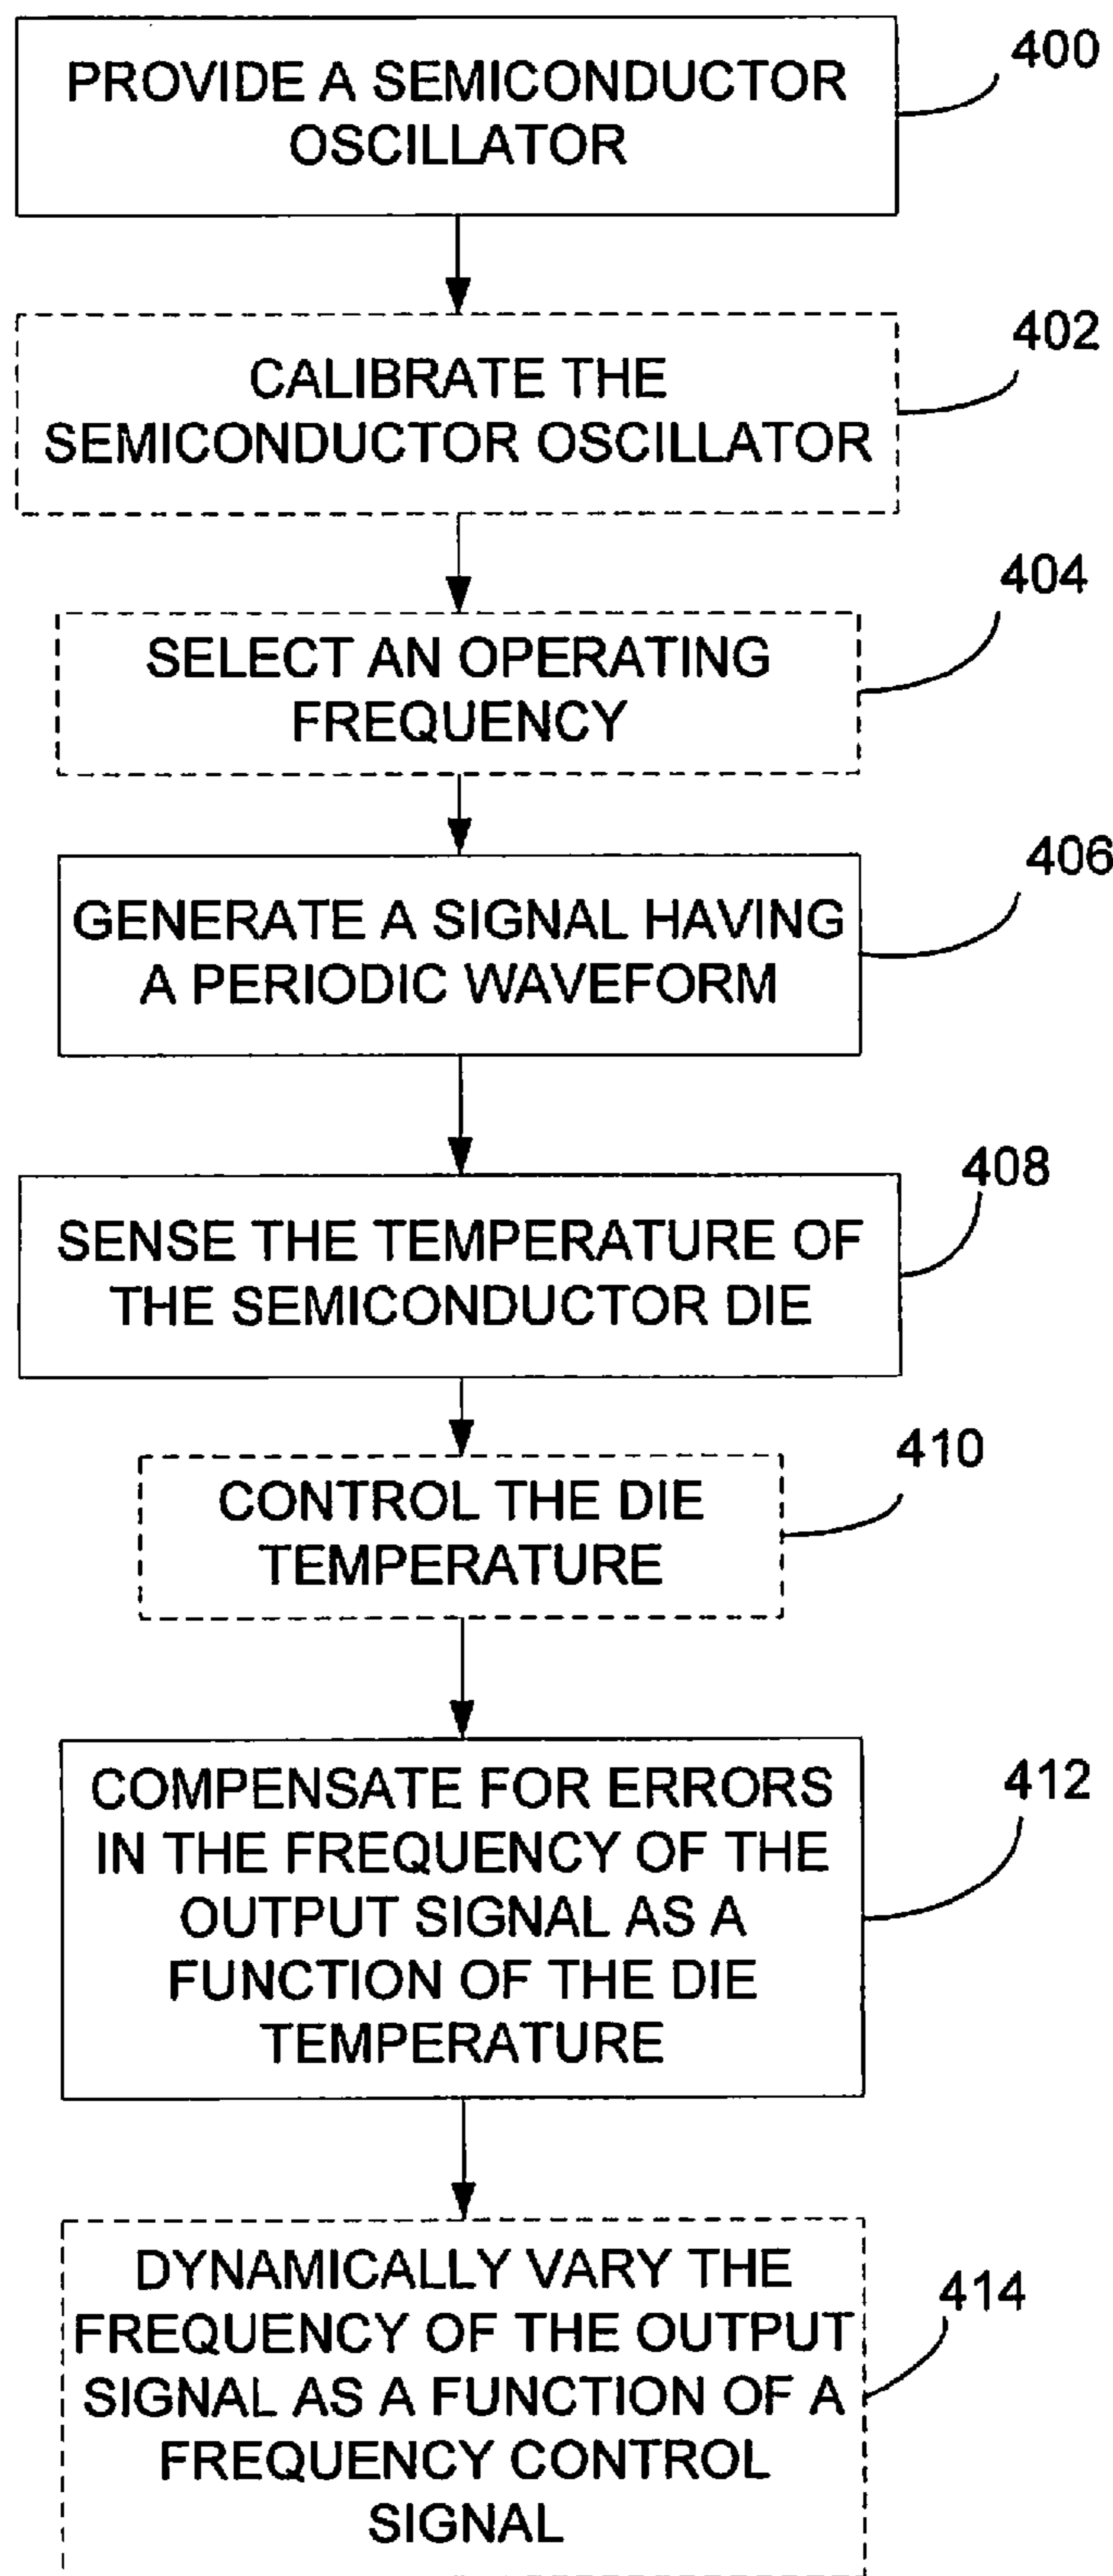 PROVIDE A SEMICONDUCTOR
OSCILLATOR
400
CALIBRATE THE
SEMICONDUCTOR OSCILLATOR
402
SELECT AN OPERATING
FREQUENCY
404
GENERATE A SIGNAL HAVING
A PERIODIC WAVEFORM
406
SENSE THE TEMPERATURE OF
THE SEMICONDUCTOR DIE
408
CONTROL THE DIE
TEMPERATURE
410
COMPENSATE FOR ERRORS
IN THE FREQUENCY OF THE
OUTPUT SIGNAL AS A
FUNCTION OF THE DIE
TEMPERATURE
412
DYNAMICALLY VARY THE
FREQUENCY OF THE OUTPUT
SIGNAL AS A FUNCTION OF A
FREQUENCY CONTROL
SIGNAL
414